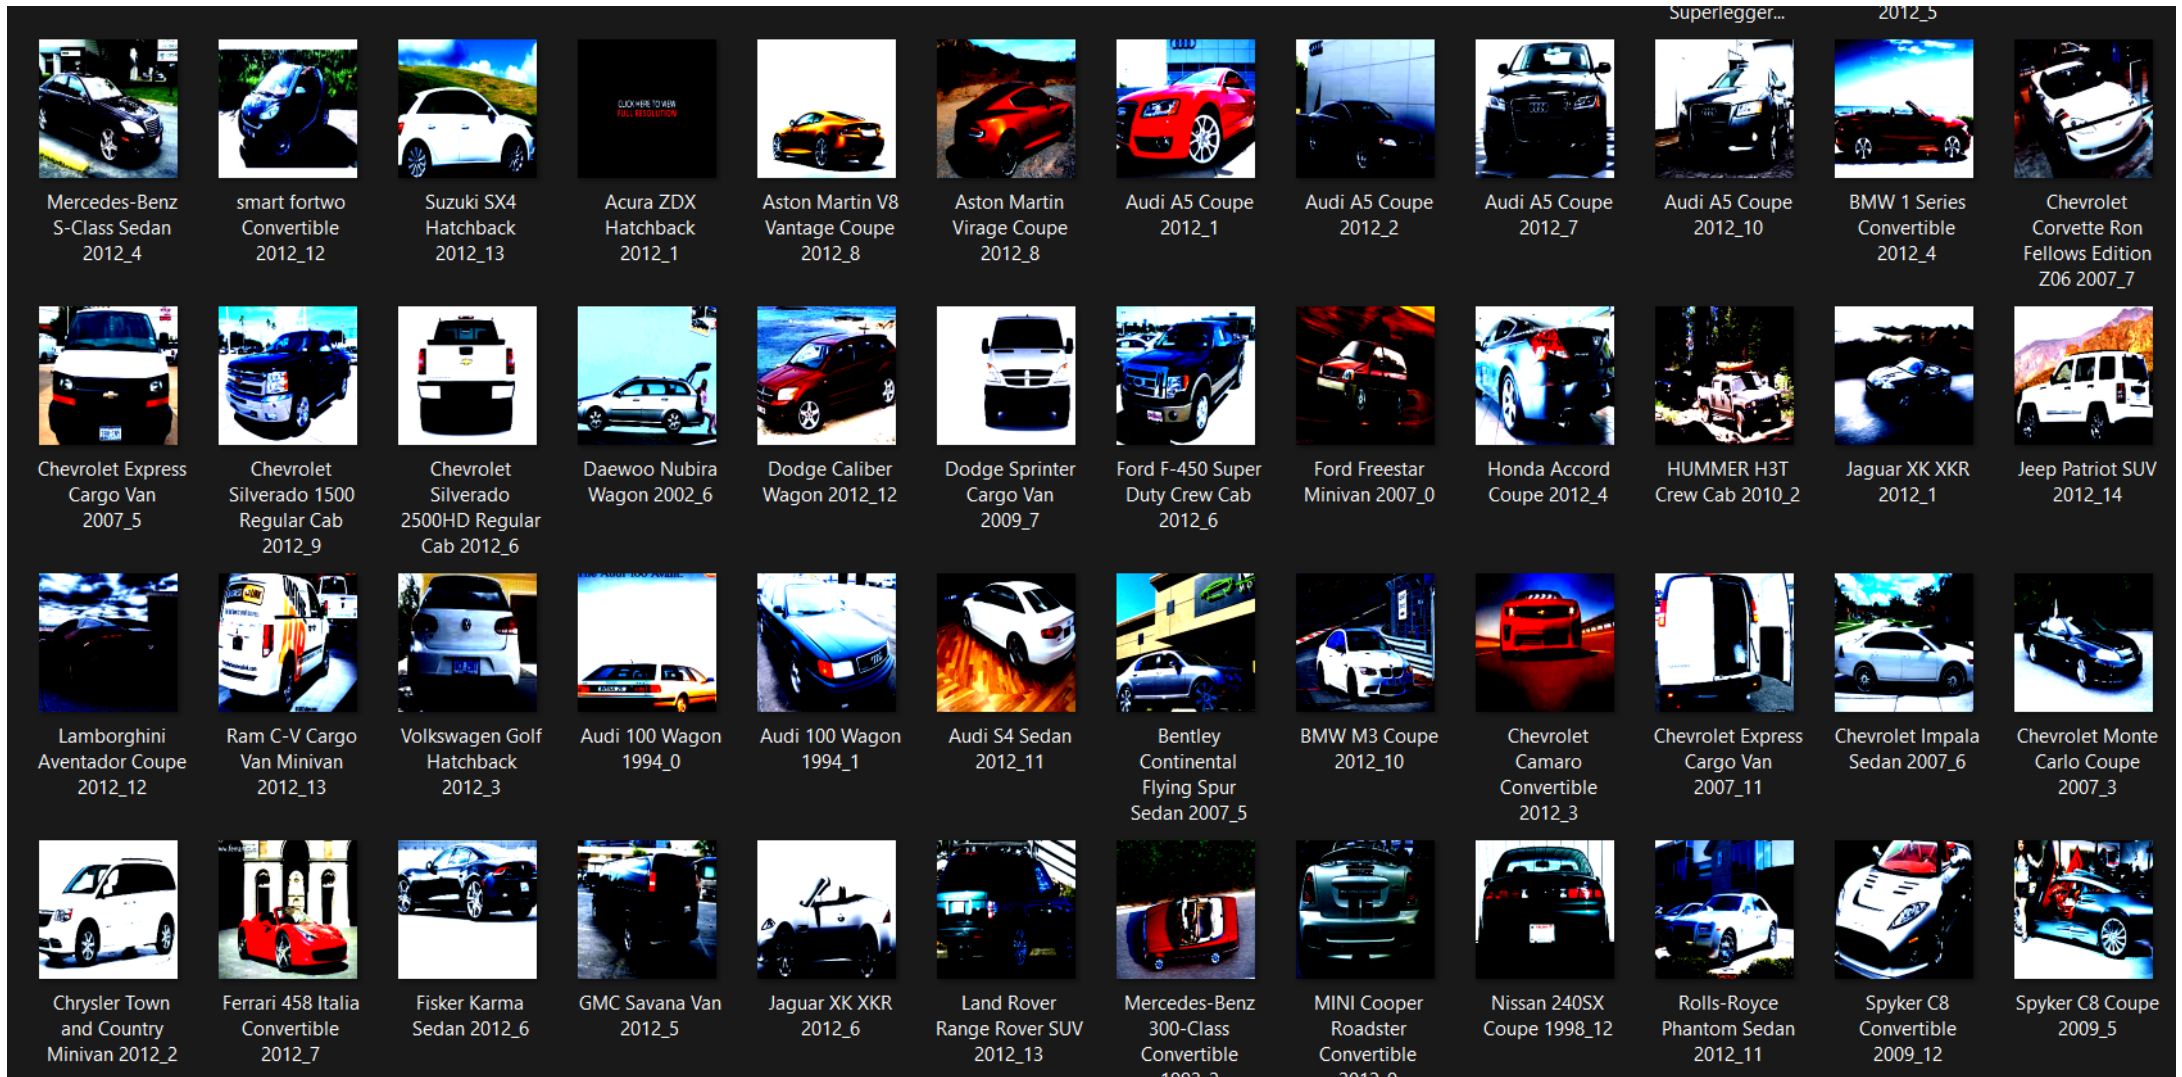 Superlegger...
2012_5
CLICK HERE TO VIEW
FULL RESOLUTION
Mercedes-Benz
S-Class Sedan
2012_4
smart fortwo
Convertible
2012_12
Suzuki SX4
Hatchback
2012_13
Acura ZDX
Hatchback
2012_1
Aston Martin V8
Vantage Coupe
2012_8
Aston Martin
Virage Coupe
2012_8
Audi A5 Coupe
2012_1
Audi A5 Coupe
2012_2
Audi A5 Coupe
2012_7
Audi A5 Coupe
2012_10
BMW 1 Series
Convertible
2012_4
Chevrolet
Corvette Ron
Fellows Edition
Z06 2007_7
Chevrolet Express
Cargo Van
2007_5
Chevrolet
Silverado 1500
Regular Cab
2012_9
Chevrolet
Silverado
2500HD Regular
Cab 2012_6
Daewoo Nubira
Wagon 2002_6
Dodge Caliber
Wagon 2012_12
Dodge Sprinter
Cargo Van
2009_7
Ford F-450 Super
Duty Crew Cab
2012_6
Ford Freestar
Minivan 2007_0
Honda Accord
Coupe 2012_4
HUMMER H3T
Crew Cab 2010_2
Jaguar XK XKR
2012_1
Jeep Patriot SUV
2012_14
Lamborghini
Aventador Coupe
2012_12
Ram C-V Cargo
Van Minivan
2012_13
Volkswagen Golf
Hatchback
2012_3
Audi 100 Wagon
1994_0
Audi 100 Wagon
1994_1
Audi S4 Sedan
2012_11
Bentley
Continental
Flying Spur
Sedan 2007_5
BMW M3 Coupe
2012_10
Chevrolet
Camaro
Convertible
2012_3
Chevrolet Express
Cargo Van
2007_11
Chevrolet Impala
Sedan 2007_6
Chevrolet Monte
Carlo Coupe
2007_3
Chrysler Town
and Country
Minivan 2012_2
Ferrari 458 Italia
Convertible
2012_7
Fisker Karma
Sedan 2012_6
GMC Savana Van
2012_5
Jaguar XK XKR
2012_6
Land Rover
Range Rover SUV
2012_13
Mercedes-Benz
300-Class
Convertible
MINI Cooper
Roadster
Convertible
Nissan 240SX
Coupe 1998_12
Rolls-Royce
Phantom Sedan
2012_11
Spyker C8
Convertible
2009_12
Spyker C8 Coupe
2009_5